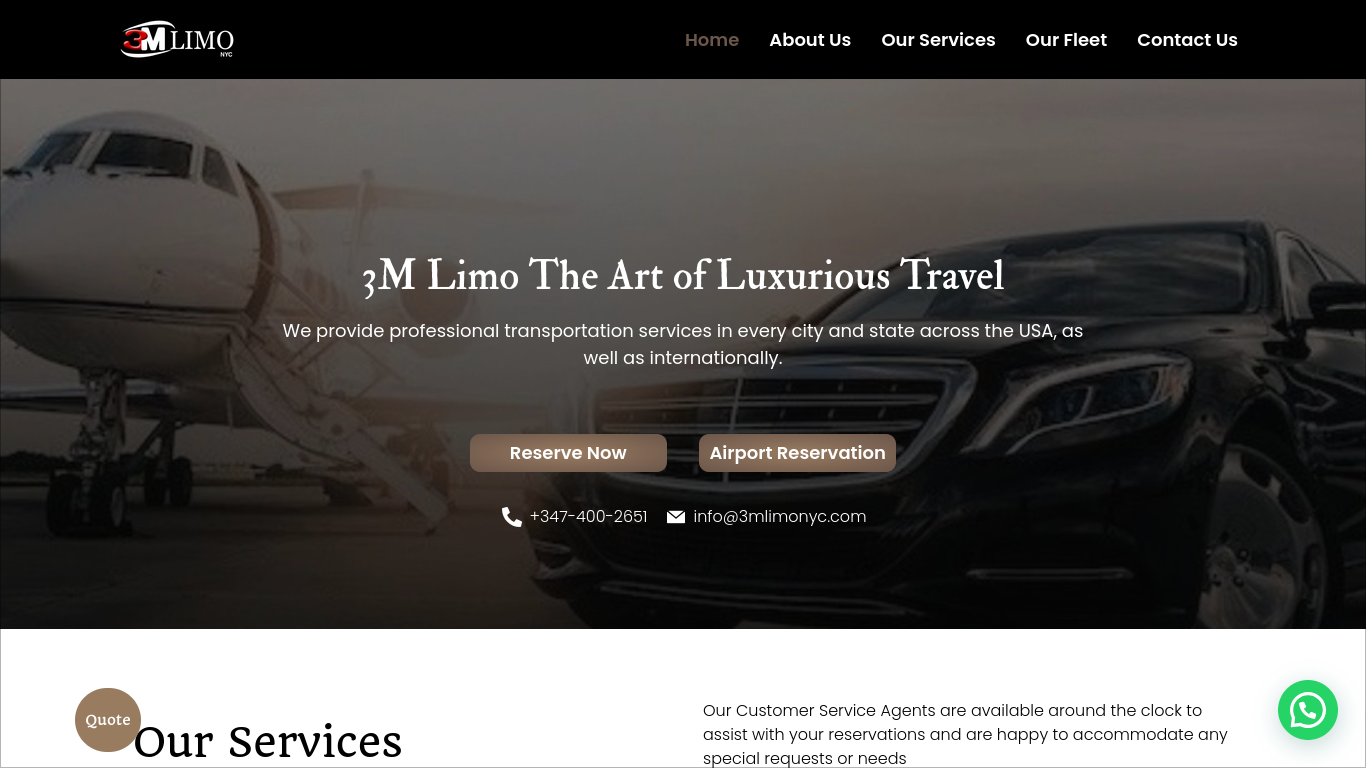 3M LIMO
NYC
Home
About Us
Our Services
Our Fleet
Contact Us
3M Limo The Art of Luxurious Travel
We provide professional transportation services in every city and state across the USA, as
well as internationally.
Reserve Now
Airport Reservation
+347-400-2651
info@3mlimonyc.com
Quote
Our Services
Our Customer Service Agents are available around the clock to
assist with your reservations and are happy to accommodate any
special requests or needs